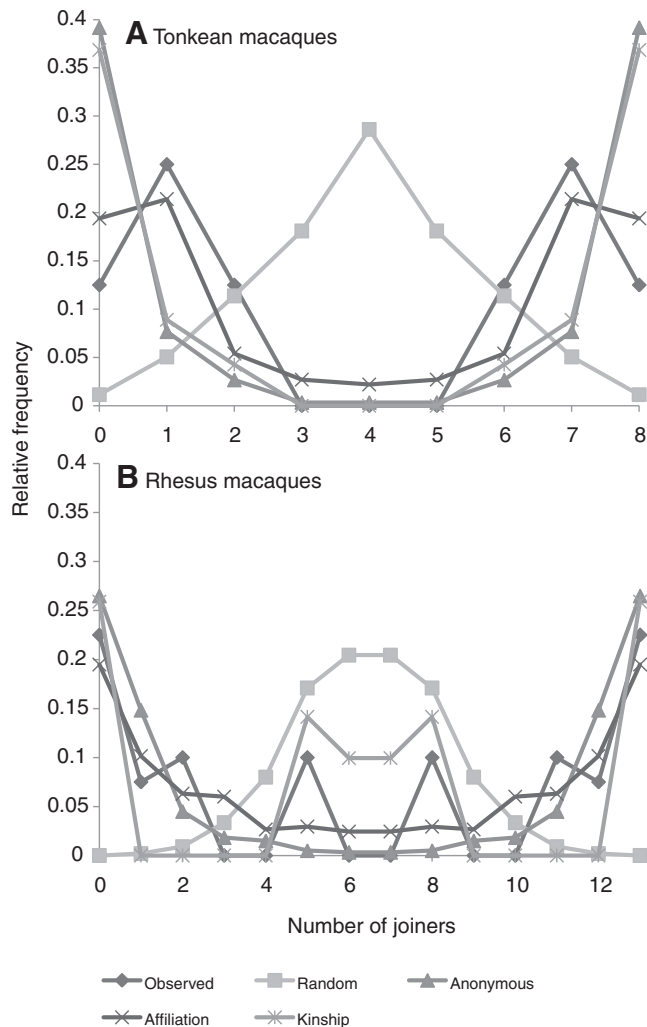 0.4
A Tonkean macaques
0.35
0.3
0.25
0.2
0.15
0.1
0.05
0
0 1 2 3 4 5 6 7 8
Relative frequency
0.4
B Rhesus macaques
0.35
0.3
0.25
0.2
0.15
0.1
0.05
0
0 2 4 6 8 10 12
Number of joiners
Observed Random Anonymous
Affiliation Kinship